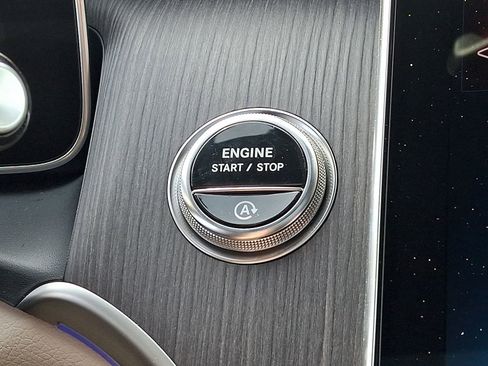 ENGINE
START / STOP
A